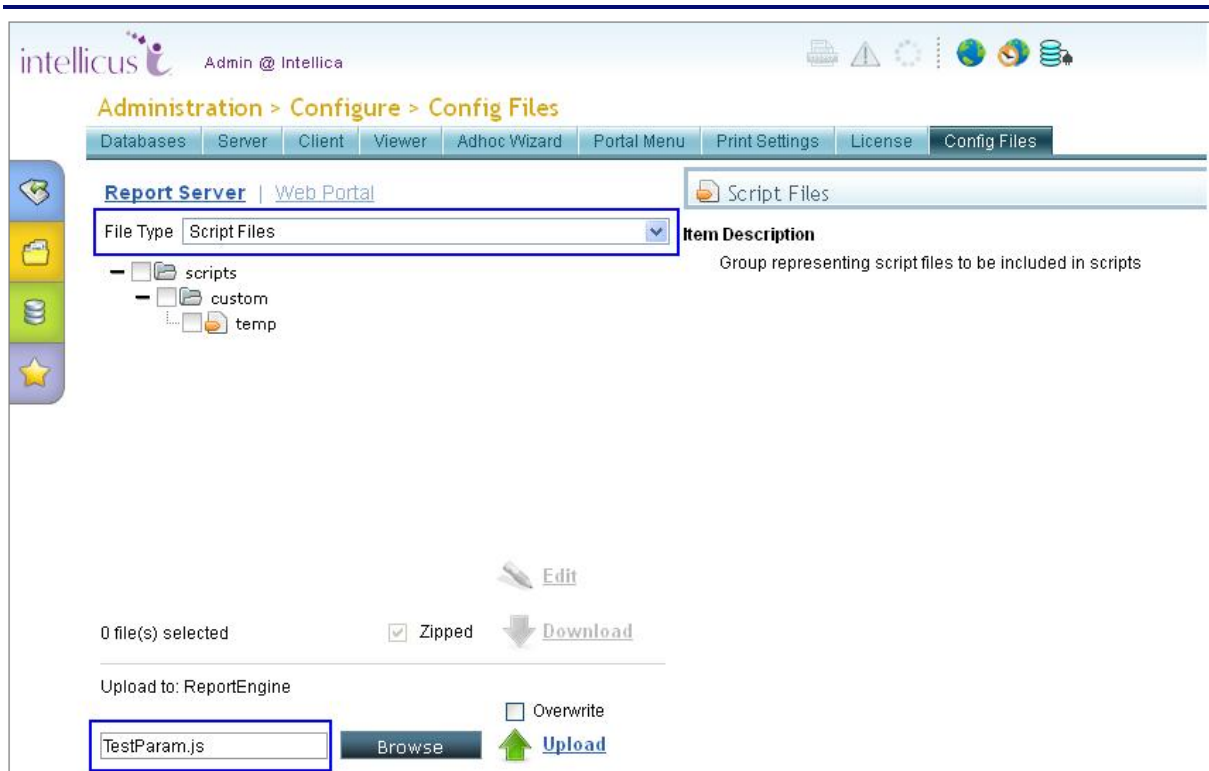 intellicus Admin @ Intellica
Administration > Configure > Config Files
Databases Server Client Viewer Adhoc Wizard Portal Menu Print Settings License Config Files
Report Server | Web Portal
File Type Script Files
scripts
custom
temp
Script Files
Item Description
Group representing script files to be included in scripts
Edit
0 file(s) selected Zipped Download
Upload to: ReportEngine
Overwrite
TestParam.js Browse Upload